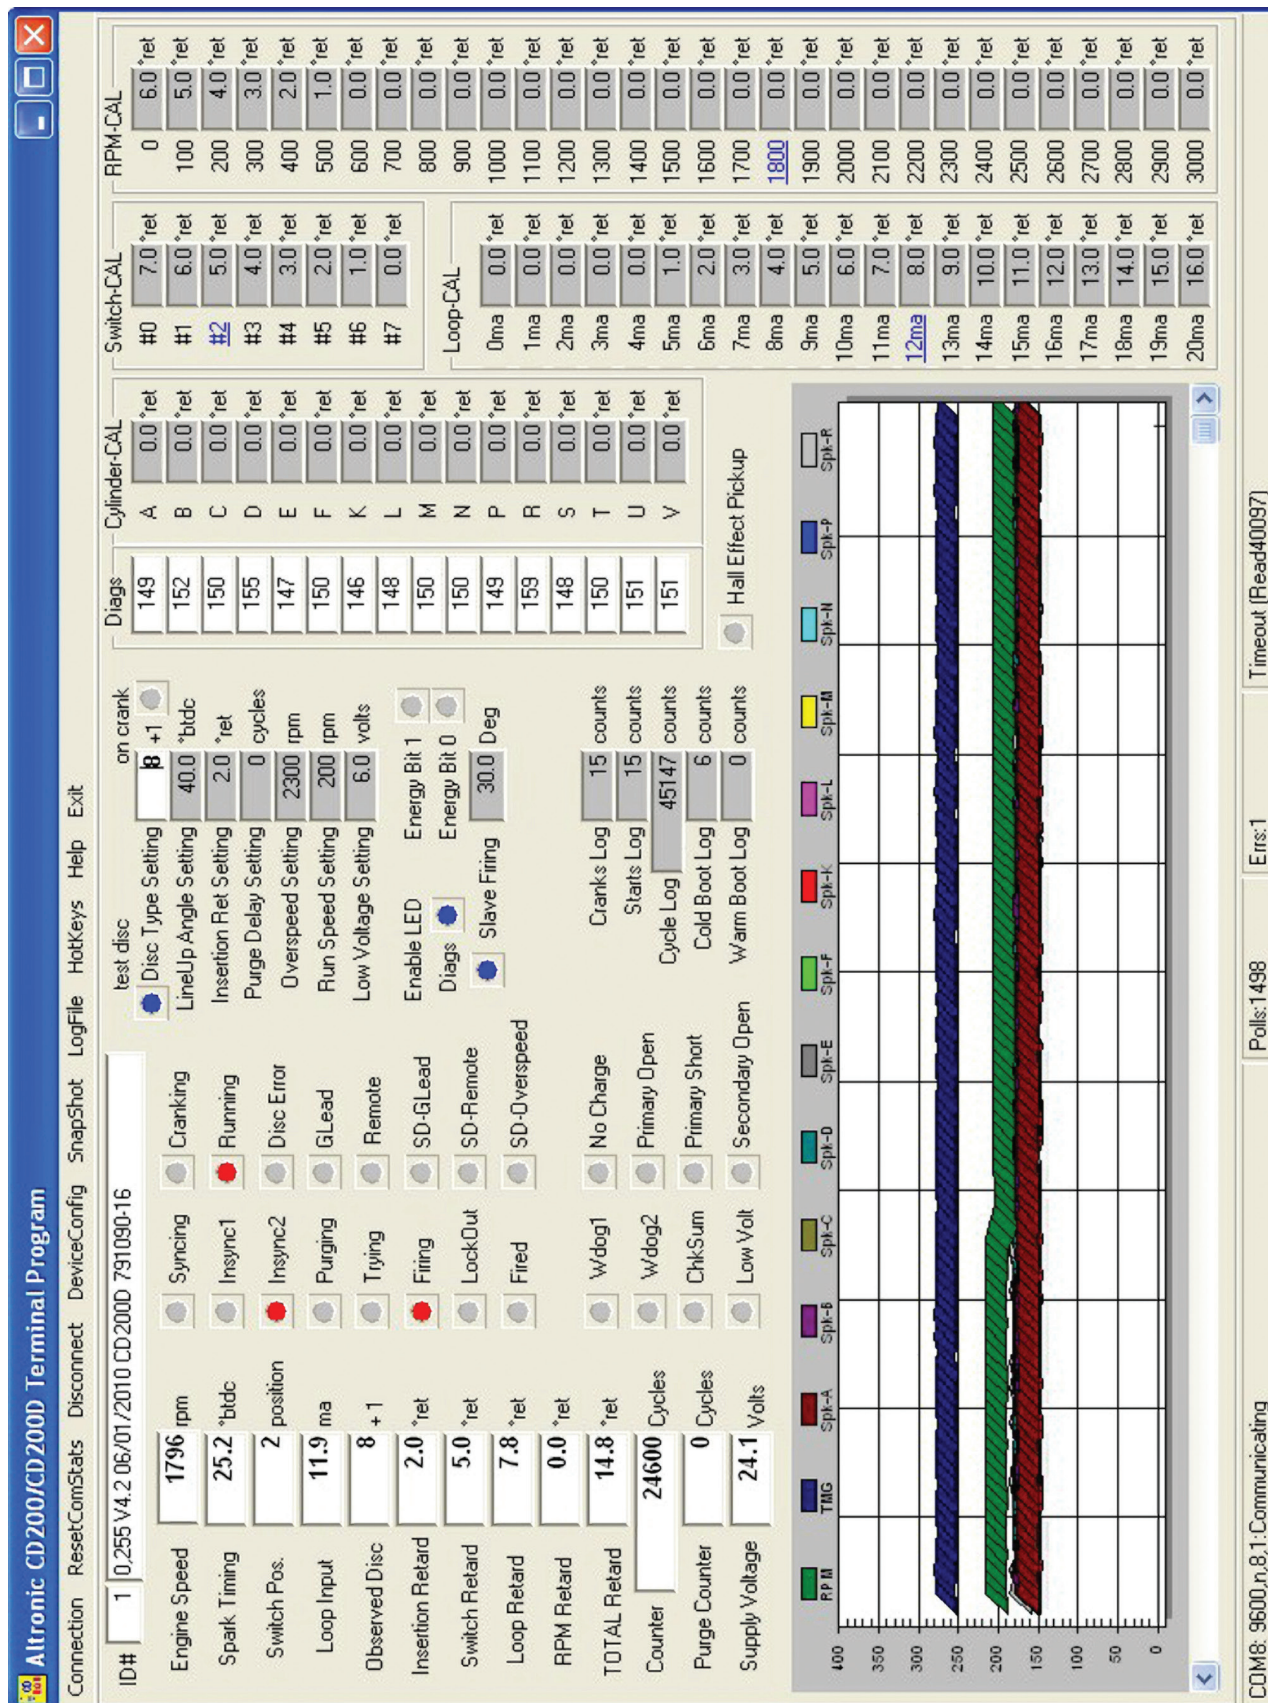 Altronic CD200/CD200D Terminal Program
Connection ResetComStats Disconnect DeviceConfig SnapShot LogFile HotKeys Help Exit
ID# 1 0,255 V4.2 06/01/2010 CD200D 791090-16
Engine Speed 1796 rpm
Spark Timing 25.2 °btdc
Switch Pos. 2 position
Loop Input 11.9 ma
Observed Disc 8 + 1
Insertion Retard 2.0 °ret
Switch Retard 5.0 °ret
Loop Retard 7.8 °ret
RPM Retard 0.0 °ret
TOTAL Retard 14.8 °ret
Counter 24600 Cycles
Purge Counter 0 Cycles
Supply Voltage 24.1 Volts
Syncing Cranking
Insync1 Running
Insync2 Disc Error
Purging GLead
Trying Remote
Firing SD-GLead
LockOut SD-Remote
Fired SD-Overspeed
Wdog1 No Charge
Wdog2 Primary Open
ChkSum Primary Short
Low Volt Secondary Open
test disc on crank
Disc Type Setting 8 +1
LineUp Angle Setting 40.0 °btdc
Insertion Ret Setting 2.0 °ret
Purge Delay Setting 0 cycles
Overspeed Setting 2300 rpm
Run Speed Setting 200 rpm
Low Voltage Setting 6.0 volts
Enable LED Energy Bit 1
Diags Energy Bit 0
Slave Firing 30.0 Deg
Cranks Log 15 counts
Starts Log 15 counts
Cycle Log 45147 counts
Cold Boot Log 6 counts
Warm Boot Log 0 counts
Diags Cylinder-CAL
149 A 0.0 °ret
152 B 0.0 °ret
150 C 0.0 °ret
155 D 0.0 °ret
147 E 0.0 °ret
150 F 0.0 °ret
146 K 0.0 °ret
148 L 0.0 °ret
150 M 0.0 °ret
150 N 0.0 °ret
149 P 0.0 °ret
159 R 0.0 °ret
148 S 0.0 °ret
150 T 0.0 °ret
151 U 0.0 °ret
151 V 0.0 °ret
Hall Effect Pickup
Switch-CAL
#0 7.0 °ret
#1 6.0 °ret
#2 5.0 °ret
#3 4.0 °ret
#4 3.0 °ret
#5 2.0 °ret
#6 1.0 °ret
#7 0.0 °ret
Loop-CAL
0ma 0.0 °ret
1ma 0.0 °ret
2ma 0.0 °ret
3ma 0.0 °ret
4ma 0.0 °ret
5ma 1.0 °ret
6ma 2.0 °ret
7ma 3.0 °ret
8ma 4.0 °ret
9ma 5.0 °ret
10ma 6.0 °ret
11ma 7.0 °ret
12ma 8.0 °ret
13ma 9.0 °ret
14ma 10.0 °ret
15ma 11.0 °ret
16ma 12.0 °ret
17ma 13.0 °ret
18ma 14.0 °ret
19ma 15.0 °ret
20ma 16.0 °ret
RPM-CAL
0 6.0 °ret
100 5.0 °ret
200 4.0 °ret
300 3.0 °ret
400 2.0 °ret
500 1.0 °ret
600 0.0 °ret
700 0.0 °ret
800 0.0 °ret
900 0.0 °ret
1000 0.0 °ret
1100 0.0 °ret
1200 0.0 °ret
1300 0.0 °ret
1400 0.0 °ret
1500 0.0 °ret
1600 0.0 °ret
1700 0.0 °ret
1800 0.0 °ret
1900 0.0 °ret
2000 0.0 °ret
2100 0.0 °ret
2200 0.0 °ret
2300 0.0 °ret
2400 0.0 °ret
2500 0.0 °ret
2600 0.0 °ret
2700 0.0 °ret
2800 0.0 °ret
2900 0.0 °ret
3000 0.0 °ret
RPM TMG Spk-A Spk-B Spk-C Spk-D Spk-E Spk-F Spk-K Spk-L Spk-M Spk-N Spk-P Spk-R
400
350
300
250
200
150
100
50
0
COM8: 9600,n,8,1:Communicating Polls:1498 Errs:1 Timeout (Read40097)